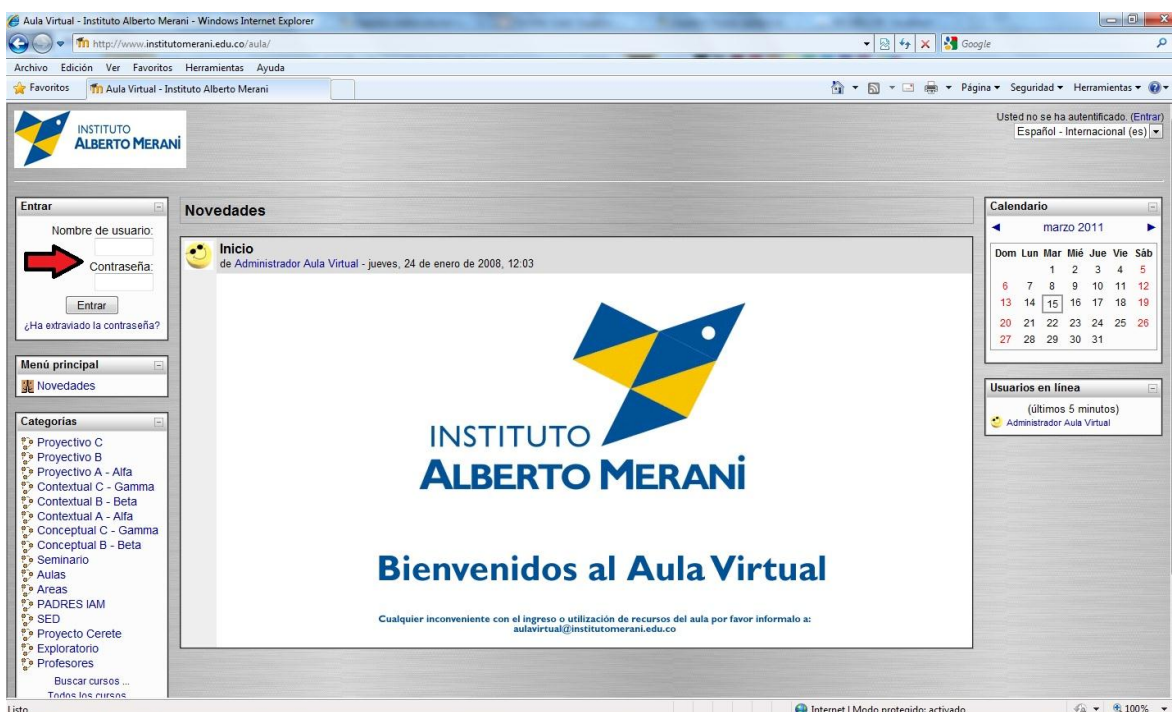 Aula Virtual - Instituto Alberto Merani - Windows Internet Explorer
http://www.institutomerani.edu.co/aula/
Google
Archivo Edición Ver Favoritos Herramientas Ayuda
Favoritos
Aula Virtual - Instituto Alberto Merani
Página Seguridad Herramientas
INSTITUTO
ALBERTO MERANi
Usted no se ha autentificado. (Entrar)
Español - Internacional (es)
Entrar
Nombre de usuario:
Contraseña:
Entrar
¿Ha extraviado la contraseña?
Menú principal
Novedades
Categorías
Proyectivo C
Proyectivo B
Proyectivo A - Alfa
Contextual C - Gamma
Contextual B - Beta
Contextual A - Alfa
Conceptual C - Gamma
Conceptual B - Beta
Seminario
Aulas
Areas
PADRES IAM
SED
Proyecto Cerete
Exploratorio
Profesores
Buscar cursos ...
Todos los cursos
Novedades
Inicio
de Administrador Aula Virtual - jueves, 24 de enero de 2008, 12:03
INSTITUTO
ALBERTO MERANi
Bienvenidos al Aula Virtual
Cualquier inconveniente con el ingreso o utilización de recursos del aula por favor informalo a:
aulavirtual@institutomerani.edu.co
Calendario
marzo 2011
Dom Lun Mar Mié Jue Vie Sáb
1 2 3 4 5
6 7 8 9 10 11 12
13 14 15 16 17 18 19
20 21 22 23 24 25 26
27 28 29 30 31
Usuarios en línea
(últimos 5 minutos)
Administrador Aula Virtual
Listo
Internet | Modo protegido: activado
100%